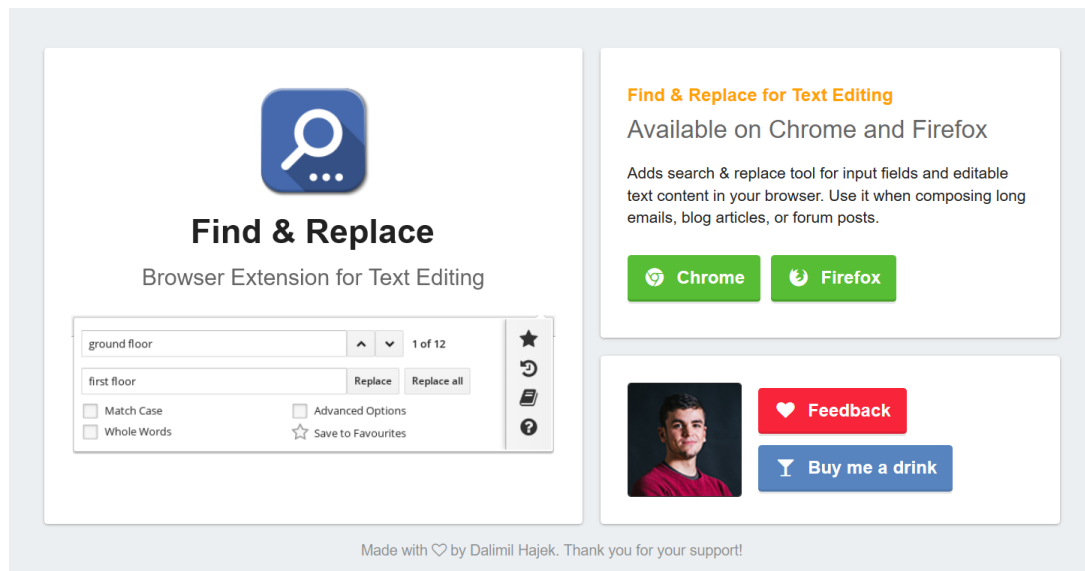 Find & Replace
Browser Extension for Text Editing
ground floor
1 of 12
first floor
Replace
Replace all
Match Case
Advanced Options
Whole Words
Save to Favourites
Find & Replace for Text Editing
Available on Chrome and Firefox
Adds search & replace tool for input fields and editable
text content in your browser. Use it when composing long
emails, blog articles, or forum posts.
Chrome
Firefox
Feedback
Buy me a drink
Made with ♡ by Dalimil Hajek. Thank you for your support!